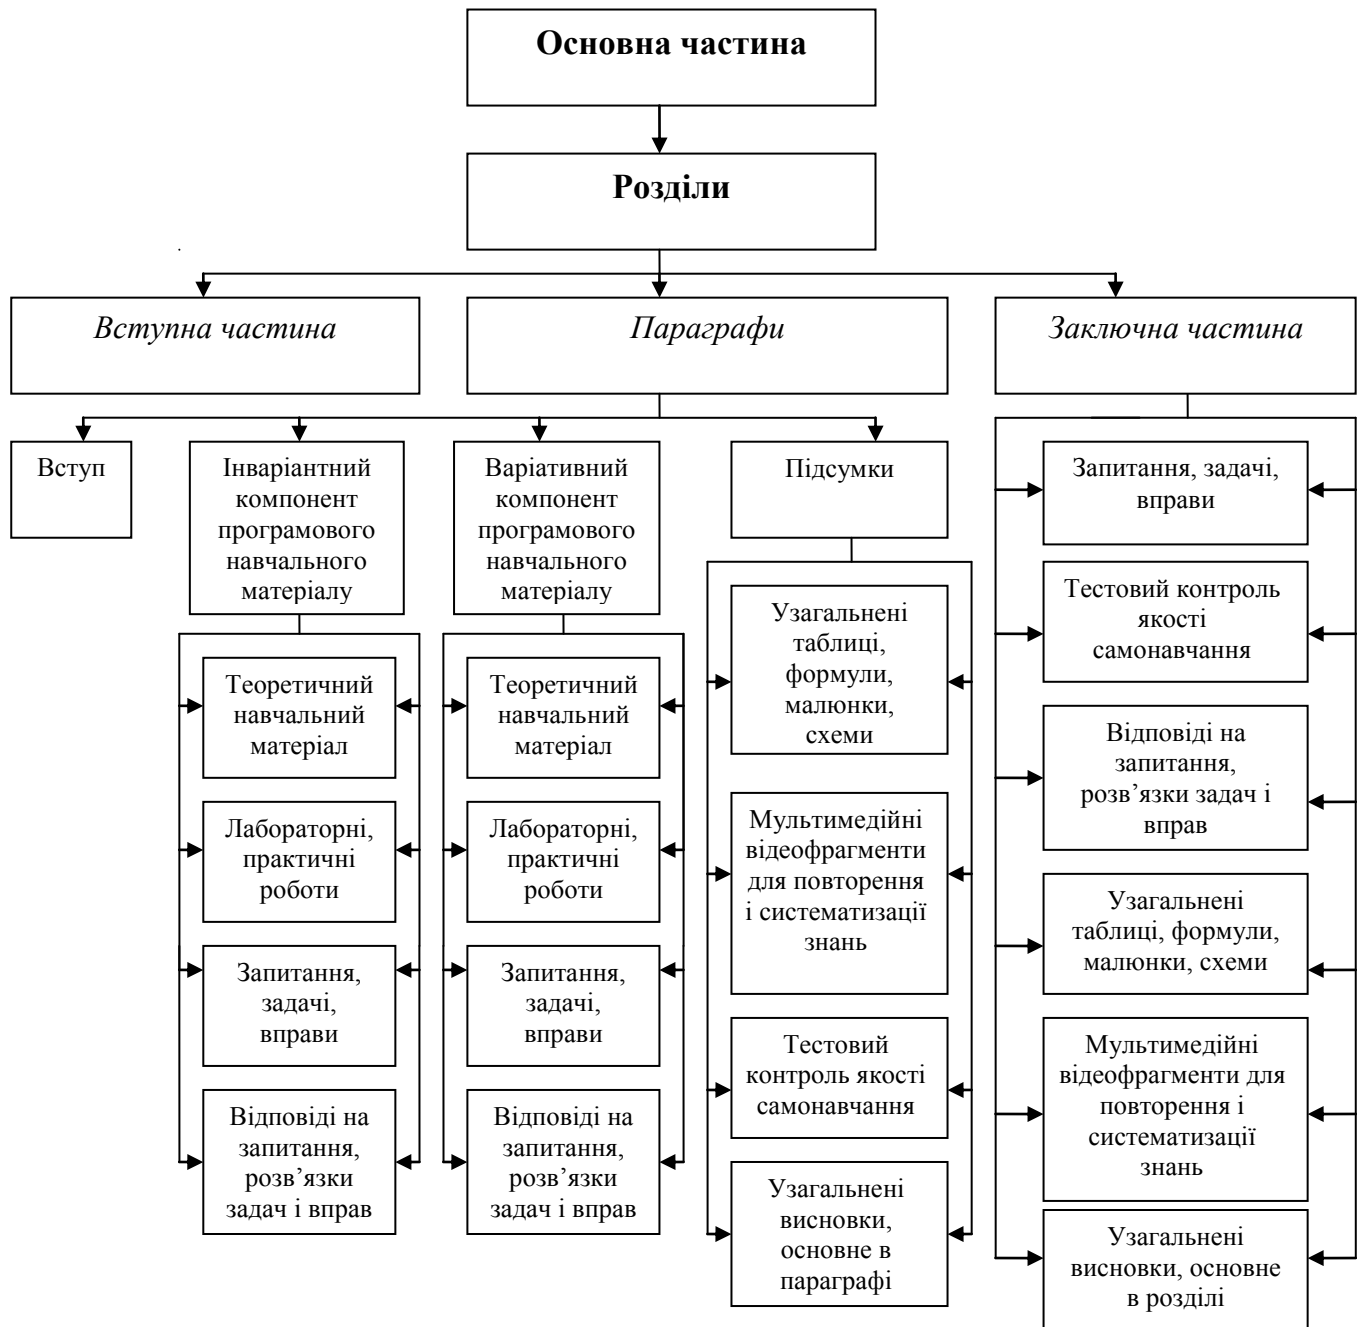 Основна частина
Розділи
Вступна частина
Параграфи
Заключна частина
Вступ
Інваріантний
компонент
програмового
навчального
матеріалу
Теоретичний
навчальний
матеріал
Лабораторні,
практичні
роботи
Запитання,
задачі,
вправи
Відповіді на
запитання,
розв’язки
задач і вправ
Варіативний
компонент
програмового
навчального
матеріалу
Теоретичний
навчальний
матеріал
Лабораторні,
практичні
роботи
Запитання,
задачі,
вправи
Відповіді на
запитання,
розв’язки
задач і вправ
Підсумки
Узагальнені
таблиці,
формули,
малюнки,
схеми
Мультимедійні
відеофрагменти
для повторення
і систематизації
знань
Тестовий
контроль якості
самонавчання
Узагальнені
висновки,
основне в
параграфі
Запитання, задачі,
вправи
Тестовий контроль
якості
самонавчання
Відповіді на
запитання,
розв’язки задач і
вправ
Узагальнені
таблиці, формули,
малюнки, схеми
Мультимедійні
відеофрагменти для
повторення і
систематизації
знань
Узагальнені
висновки, основне
в розділі